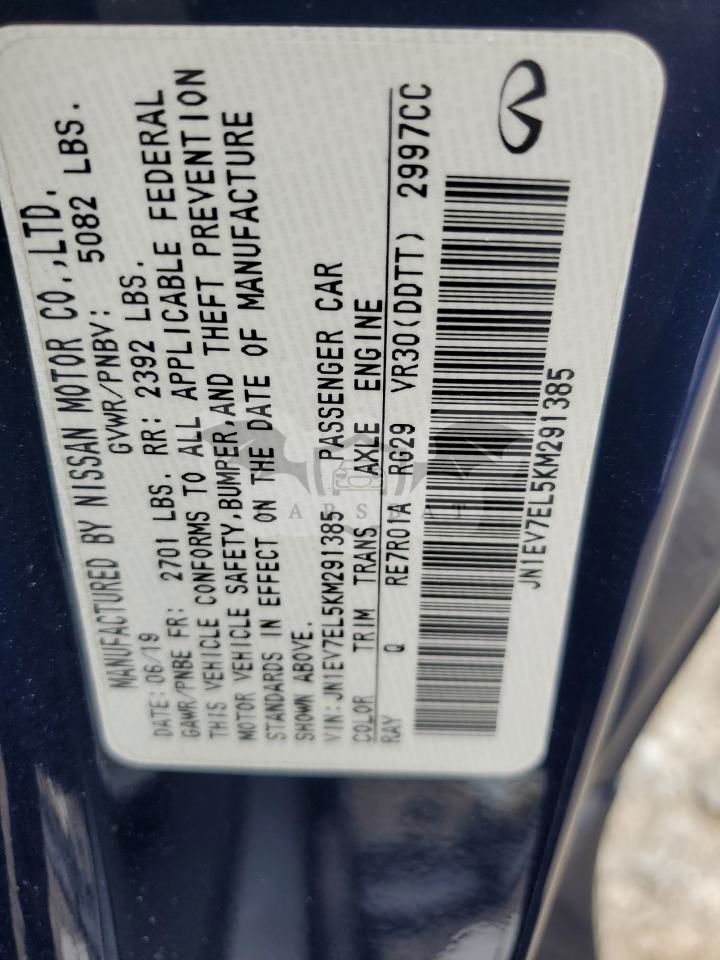 MANUFACTURED BY NISSAN MOTOR CO.,LTD.
DATE: 06/19 GVWR/PNBV: 5082 LBS.
GAWR/PNBE FR: 2701 LBS. RR: 2392 LBS.
THIS VEHICLE CONFORMS TO ALL APPLICABLE FEDERAL
MOTOR VEHICLE SAFETY,BUMPER,AND THEFT PREVENTION
STANDARDS IN EFFECT ON THE DATE OF MANUFACTURE
SHOWN ABOVE.
VIN:JN1EV7EL5KM291385 PASSENGER CAR
COLOR TRIM TRANS AXLE ENGINE
RAY Q RE7R01A RG29 VR30(DDTT) 2997CC
JN1EV7EL5KM291385